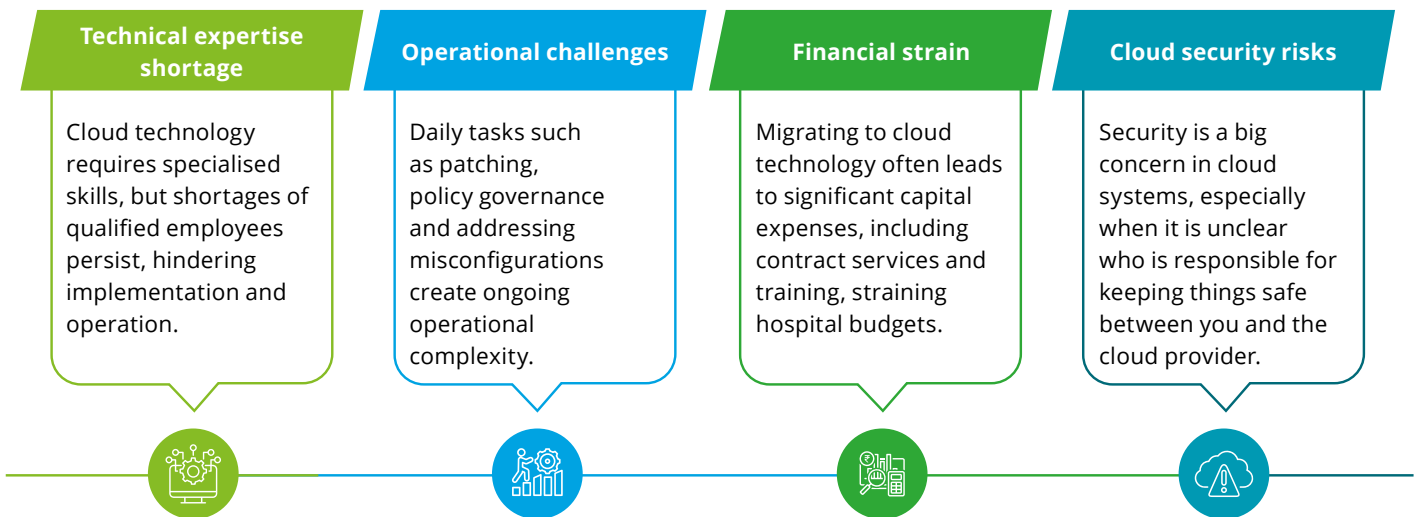 Technical expertise
shortage
Cloud technology
requires specialised
skills, but shortages of
qualified employees
persist, hindering
implementation and
operation.
Operational challenges
Daily tasks such
as patching,
policy governance
and addressing
misconfigurations
create ongoing
operational
complexity.
Financial strain
Migrating to cloud
technology often leads
to significant capital
expenses, including
contract services and
training, straining
hospital budgets.
Cloud security risks
Security is a big
concern in cloud
systems, especially
when it is unclear
who is responsible for
keeping things safe
between you and the
cloud provider.
₹